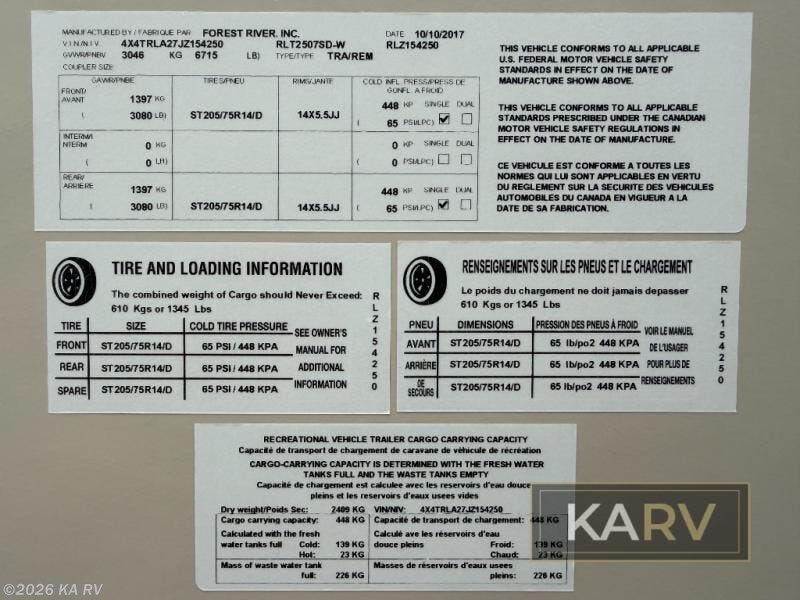 MANUFACTURED BY / FABRIQUE PAR FOREST RIVER, INC. DATE 10/10/2017
V.I.N/N.I.V. 4X4TRLA27JZ154250 RLT2507SD-W RLZ154250
GVWR/PNBE 3046 KG 6715 LB) TYPE/TYPE TRA/REM
COUPLER SIZE:
GAWR/PNBE TIRES/PNEU RIMS/JANTE COLD INFL. PRESS/PRESS DE GONFL. A FROID
FRONT/ AVANT 1397 KG 448 KP SINGLE DUAL
( 3080 LB) ST205/75R14/D 14X5.5JJ ( 65 PSI/LPC)
INTERM/ NTERM 0 KG 0 KP SINGLE DUAL
( 0 Lft) ( 0 PSI/LPC)
REAR/ ARRIERE 1397 KG 448 KP SINGLE DUAL
( 3080 LB) ST205/75R14/D 14X5.5JJ ( 65 PSI/LPC)
THIS VEHICLE CONFORMS TO ALL APPLICABLE
U.S. FEDERAL MOTOR VEHICLE SAFETY
STANDARDS IN EFFECT ON THE DATE OF
MANUFACTURE SHOWN ABOVE.
THIS VEHICLE CONFORMS TO ALL APPLICABLE
STANDARDS PRESCRIBED UNDER THE CANADIAN
MOTOR VEHICLE SAFETY REGULATIONS IN
EFFECT ON THE DATE OF MANUFACTURE.
CE VEHICULE EST CONFORME A TOUTES LES
NORMES QUI LUI SONT APPLICABLES EN VERTU
DU REGLEMENT SUR LA SECURITE DES VEHICULES
AUTOMOBILES DU CANADA EN VIGUEUR A LA
DATE DE SA FABRICATION.
TIRE AND LOADING INFORMATION
The combined weight of Cargo should Never Exceed:
610 Kgs or 1345 Lbs
TIRE SIZE COLD TIRE PRESSURE
FRONT ST205/75R14/D 65 PSI / 448 KPA
REAR ST205/75R14/D 65 PSI / 448 KPA
SPARE ST205/75R14/D 65 PSI / 448 KPA
SEE OWNER'S
MANUAL FOR
ADDITIONAL
INFORMATION
RLZ154250
RENSEIGNEMENTS SUR LES PNEUS ET LE CHARGEMENT
Le poids du chargement ne doit jamais depasser
610 Kgs or 1345 Lbs
PNEU DIMENSIONS PRESSION DES PNEUS À FROID
AVANT ST205/75R14/D 65 lb/po2 448 KPA
ARRIÈRE ST205/75R14/D 65 lb/po2 448 KPA
DE SECOURS ST205/75R14/D 65 lb/po2 448 KPA
VOIR LE MANUEL
DE L'USAGER
POUR PLUS DE
RENSEIGNEMENTS
RLZ154250
RECREATIONAL VEHICLE TRAILER CARGO CARRYING CAPACITY
Capacité de transport de chargement de caravane de véhicule de récréation
CARGO-CARRYING CAPACITY IS DETERMINED WITH THE FRESH WATER
TANKS FULL AND THE WASTE TANKS EMPTY
Capacité de chargement est calculee avec les reservoirs d'eau douce
pleins et les reservoirs d'eaux usees vides
Dry weight/Poids Sec: 2409 KG VIN/NIV: 4X4TRLA27JZ154250
Cargo carrying capacity: 448 KG Capacité de transport de chargement: 448 KG
Calculated with the fresh Calculé ave les réservoirs d'eau
water tanks full Cold: 139 KG douce pleins Froid: 139 KG
Hot: 23 KG Chaud: 23 KG
Mass of waste water tank Masses de réservoirs d'eaux usees
full: 226 KG pleins: 226 KG
KARV
©2026 KA RV